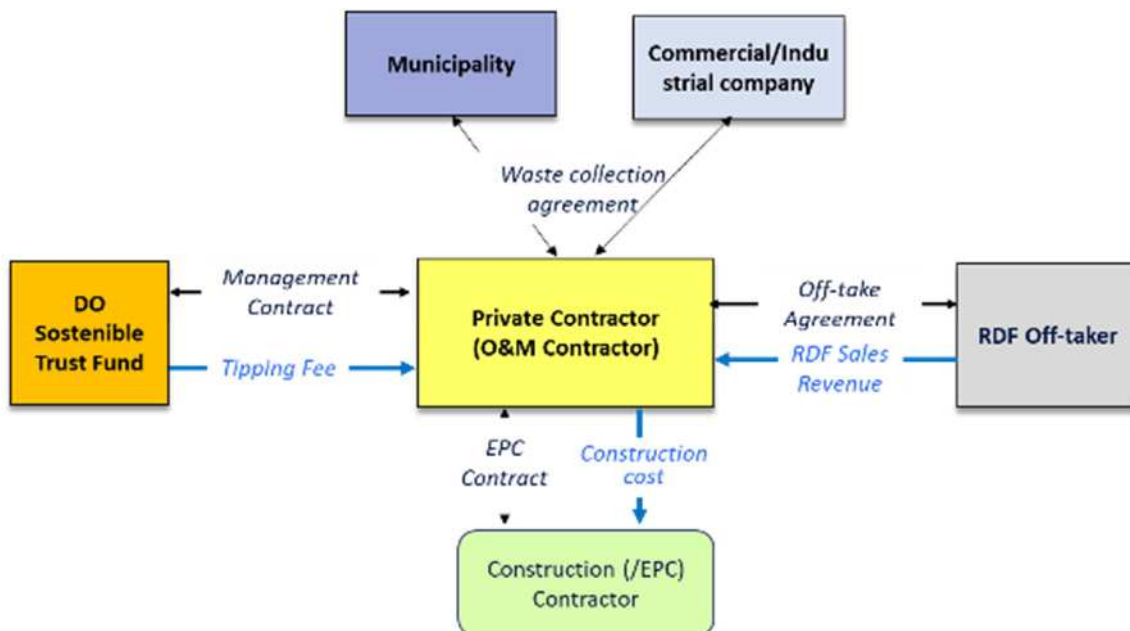 Municipality
Commercial/Indu
strial company
Waste collection
agreement
DO
Sostenible
Trust Fund
Management
Contract
Tipping Fee
Private Contractor
(O&M Contractor)
Off-take
Agreement
RDF Sales
Revenue
RDF Off-taker
EPC
Contract
Construction
cost
Construction (/EPC)
Contractor